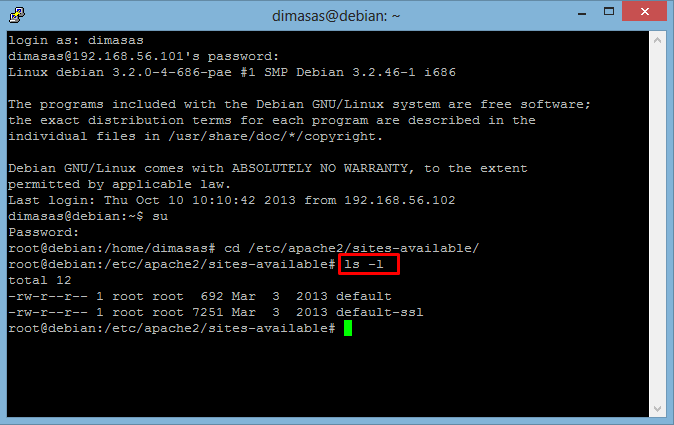 dimasas@debian: ~
login as: dimasas
dimasas@192.168.56.101's password:
Linux debian 3.2.0-4-686-pae #1 SMP Debian 3.2.46-1 i686
The programs included with the Debian GNU/Linux system are free software;
the exact distribution terms for each program are described in the
individual files in /usr/share/doc/*/copyright.
Debian GNU/Linux comes with ABSOLUTELY NO WARRANTY, to the extent
permitted by applicable law.
Last login: Thu Oct 10 10:10:42 2013 from 192.168.56.102
dimasas@debian:~$ su
Password:
root@debian:/home/dimasas# cd /etc/apache2/sites-available/
root@debian:/etc/apache2/sites-available# ls -l
total 12
-rw-r--r-- 1 root root  692 Mar  3  2013 default
-rw-r--r-- 1 root root 7251 Mar  3  2013 default-ssl
root@debian:/etc/apache2/sites-available#